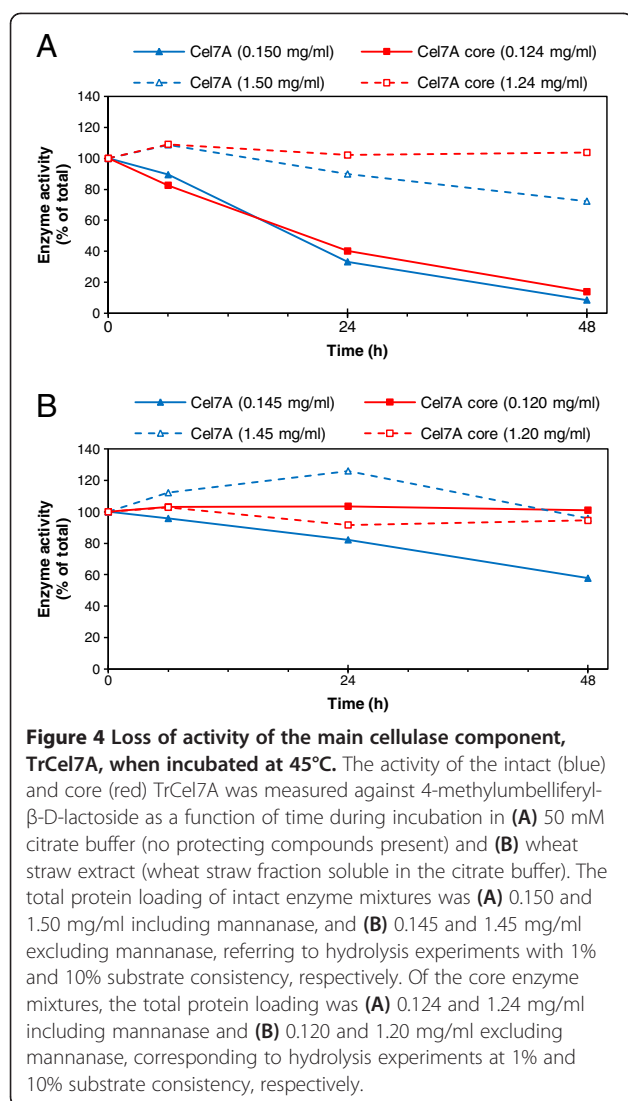 A
Cel7A (0.150 mg/ml) Cel7A core (0.124 mg/ml)
Cel7A (1.50 mg/ml) Cel7A core (1.24 mg/ml)
Enzyme activity
(% of total)
140
120
100
80
60
40
20
0
0 24 48
Time (h)
B
Cel7A (0.145 mg/ml) Cel7A core (0.120 mg/ml)
Cel7A (1.45 mg/ml) Cel7A core (1.20 mg/ml)
Enzyme activity
(% of total)
140
120
100
80
60
40
20
0
0 24 48
Time (h)
Figure 4 Loss of activity of the main cellulase component,
TrCel7A, when incubated at 45°C. The activity of the intact (blue)
and core (red) TrCel7A was measured against 4-methylumbelliferyl-
β-D-lactoside as a function of time during incubation in (A) 50 mM
citrate buffer (no protecting compounds present) and (B) wheat
straw extract (wheat straw fraction soluble in the citrate buffer). The
total protein loading of intact enzyme mixtures was (A) 0.150 and
1.50 mg/ml including mannanase, and (B) 0.145 and 1.45 mg/ml
excluding mannanase, referring to hydrolysis experiments with 1%
and 10% substrate consistency, respectively. Of the core enzyme
mixtures, the total protein loading was (A) 0.124 and 1.24 mg/ml
including mannanase and (B) 0.120 and 1.20 mg/ml excluding
mannanase, corresponding to hydrolysis experiments at 1% and
10% substrate consistency, respectively.